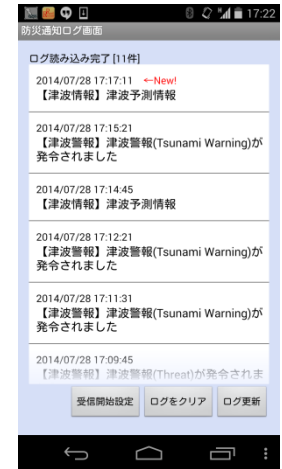 17:22
防災通知ログ画面
ログ読み込み完了 [11件]
2014/07/28 17:17:11 ←New!
【津波情報】津波予測情報
2014/07/28 17:15:21
【津波警報】津波警報(Tsunami Warning)が
発令されました
2014/07/28 17:14:45
【津波情報】津波予測情報
2014/07/28 17:12:21
【津波警報】津波警報(Tsunami Warning)が
発令されました
2014/07/28 17:11:31
【津波警報】津波警報(Tsunami Warning)が
発令されました
2014/07/28 17:09:45
【津波警報】津波警報(Threat)が発令されま
受信開始設定 ログをクリア ログ更新